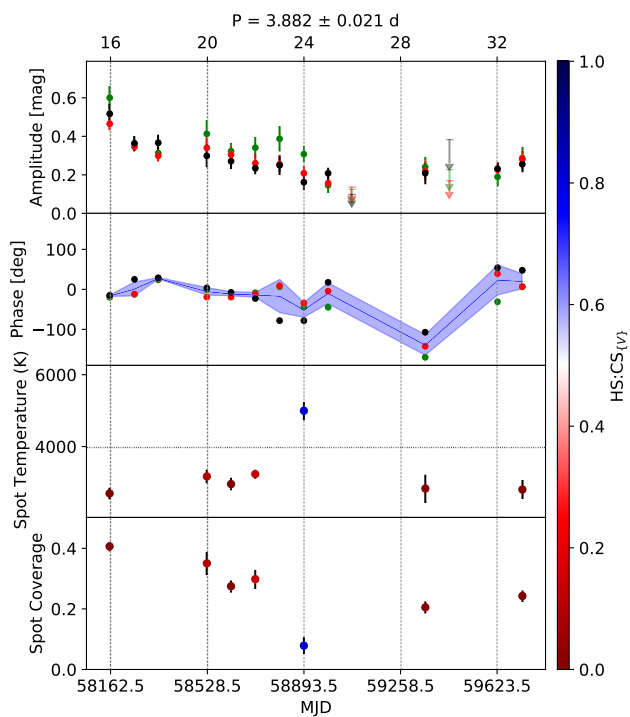 P = 3.882 ± 0.021 d
16 20 24 28 32
Amplitude [mag]
0.6
0.4
0.2
0.0
Phase [deg]
100
0
−100
Spot Temperature (K)
6000
4000
Spot Coverage
0.4
0.2
0.0
58162.5 58528.5 58893.5 59258.5 59623.5
MJD
1.0
0.8
0.6
0.4
0.2
0.0
HS:CS{V}